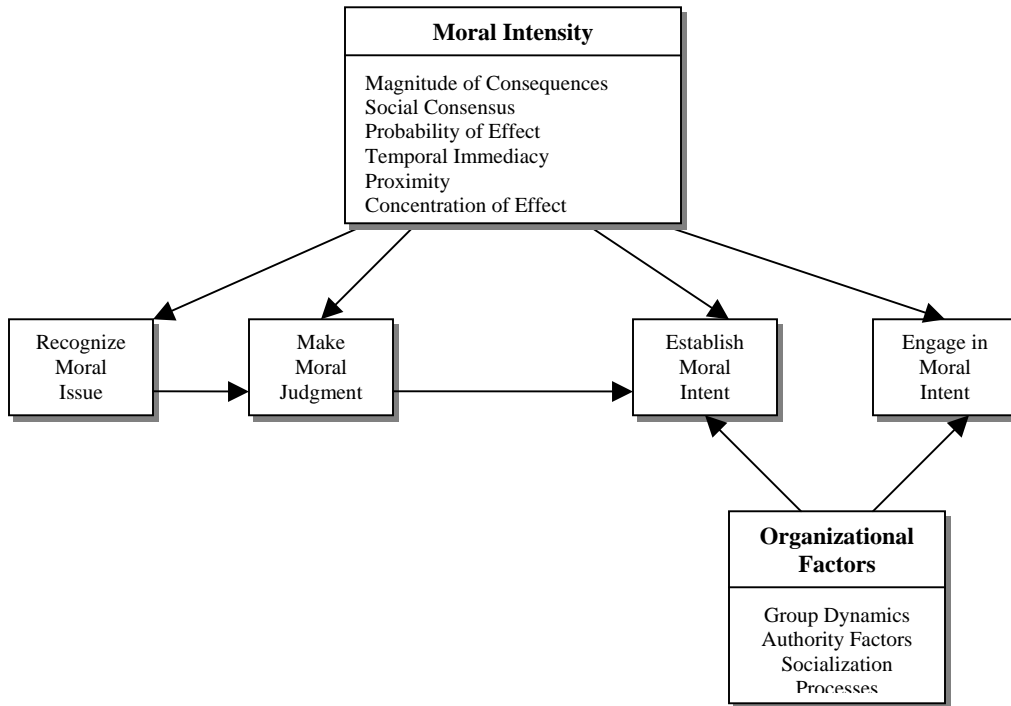 Moral Intensity
Magnitude of Consequences
Social Consensus
Probability of Effect
Temporal Immediacy
Proximity
Concentration of Effect
Recognize
Moral
Issue
Make
Moral
Judgment
Establish
Moral
Intent
Engage in
Moral
Intent
Organizational
Factors
Group Dynamics
Authority Factors
Socialization
Processes